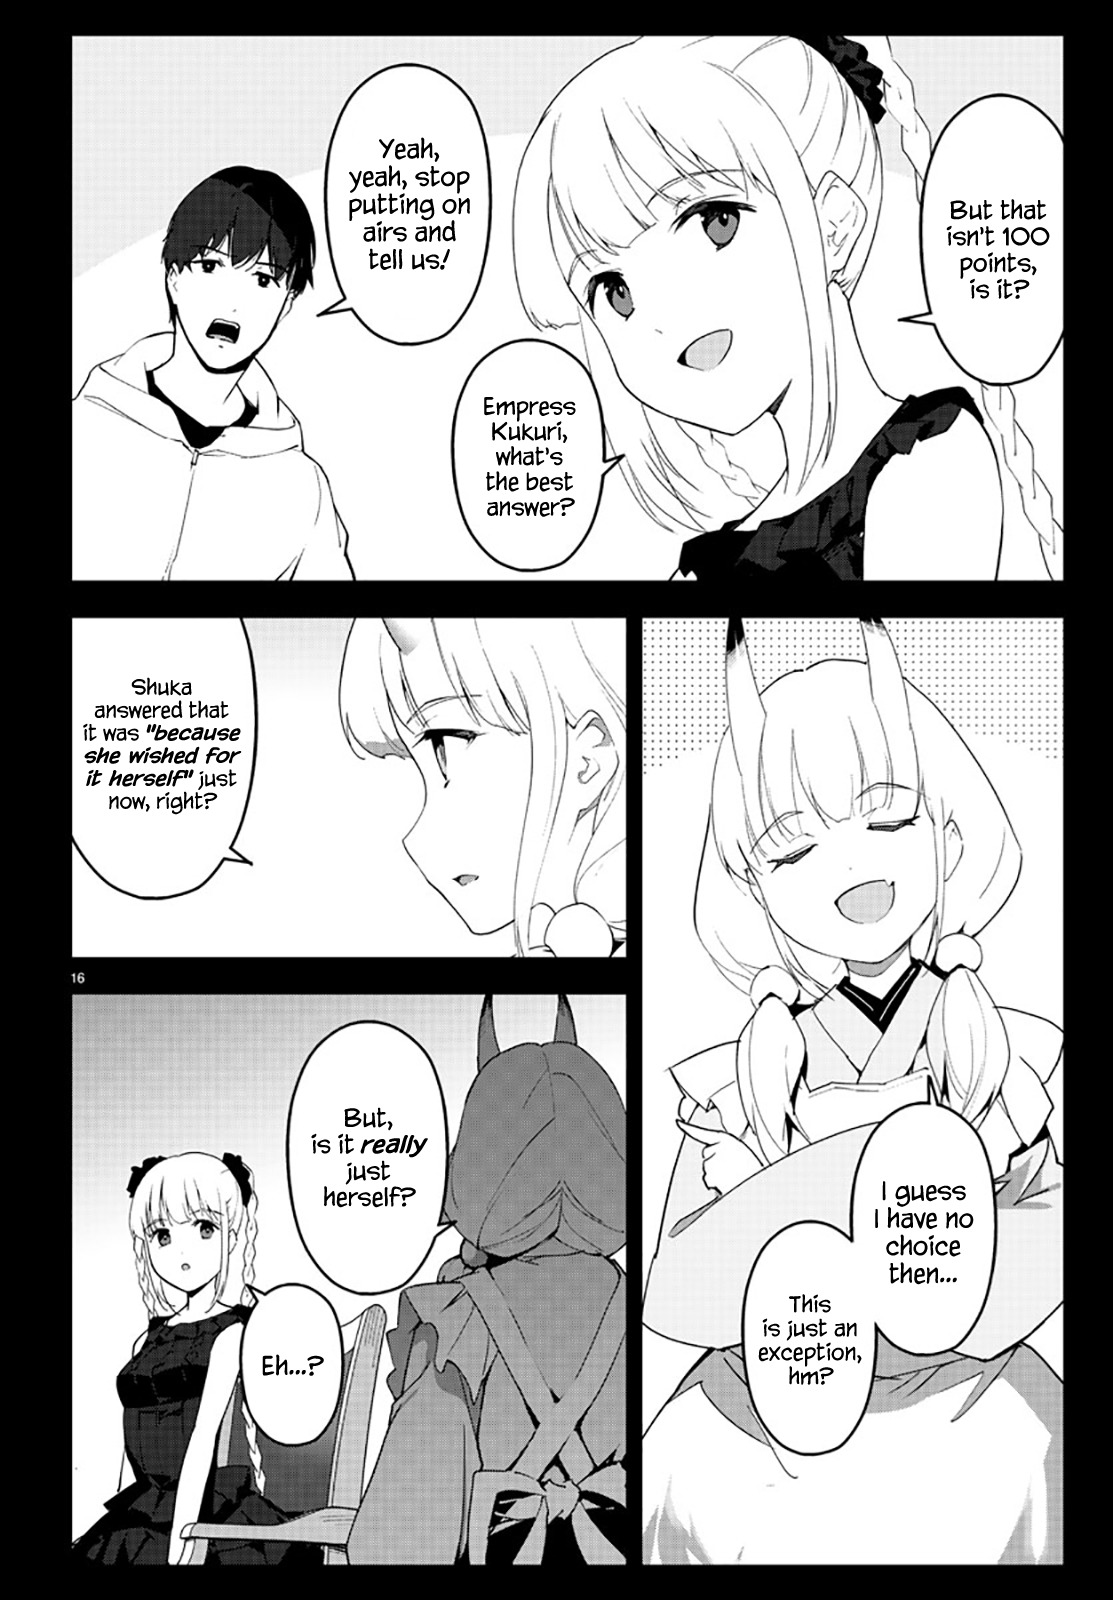 But that
isn't 100
points,
is it?
Empress
Kukuri,
what's
the best
answer?
Yeah,
yeah, stop
putting on
airs and
tell us!
I guess
I have no
choice
then...
This
is just an
exception,
hm?
Shuka
answered that
it was "because
she wished for
it herself" just
now, right?
16
But,
is it really
just
herself?
Eh...?